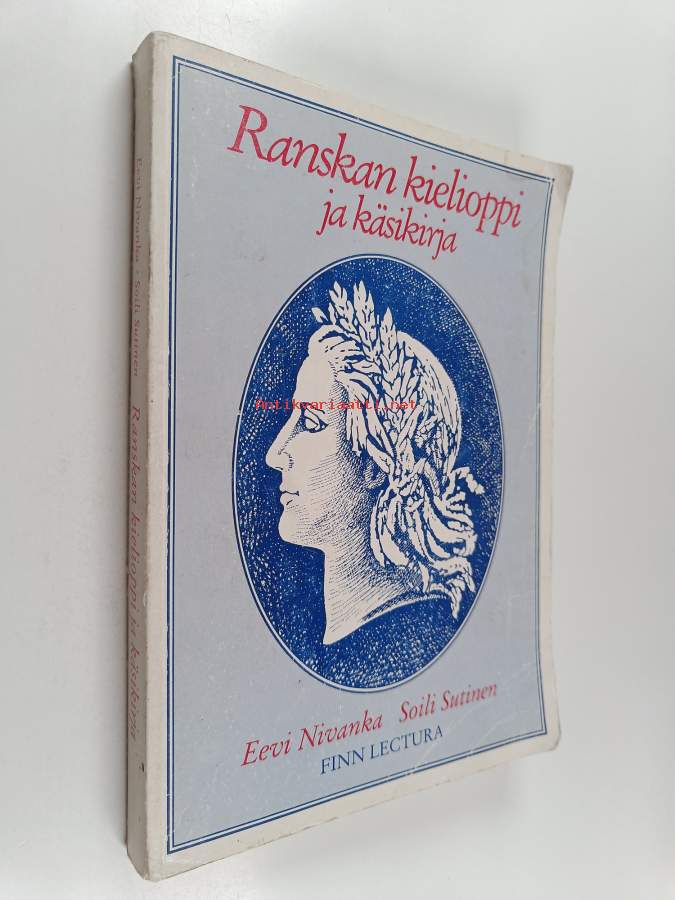 Ranskan kielioppi
ja käsikirja
Antikvariaatti.net
Eevi Nivanka Soili Sutinen
FINN LECTURA
Eevi Nivanka - Soili Sutinen Ranskan kielioppi ja käsikirja